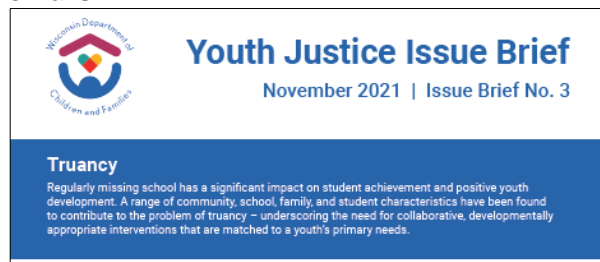 Wisconsin Department of
Children and Families
Youth Justice Issue Brief
November 2021 | Issue Brief No. 3
Truancy
Regularly missing school has a significant impact on student achievement and positive youth
development. A range of community, school, family, and student characteristics have been found
to contribute to the problem of truancy – underscoring the need for collaborative, developmentally
appropriate interventions that are matched to a youth's primary needs.